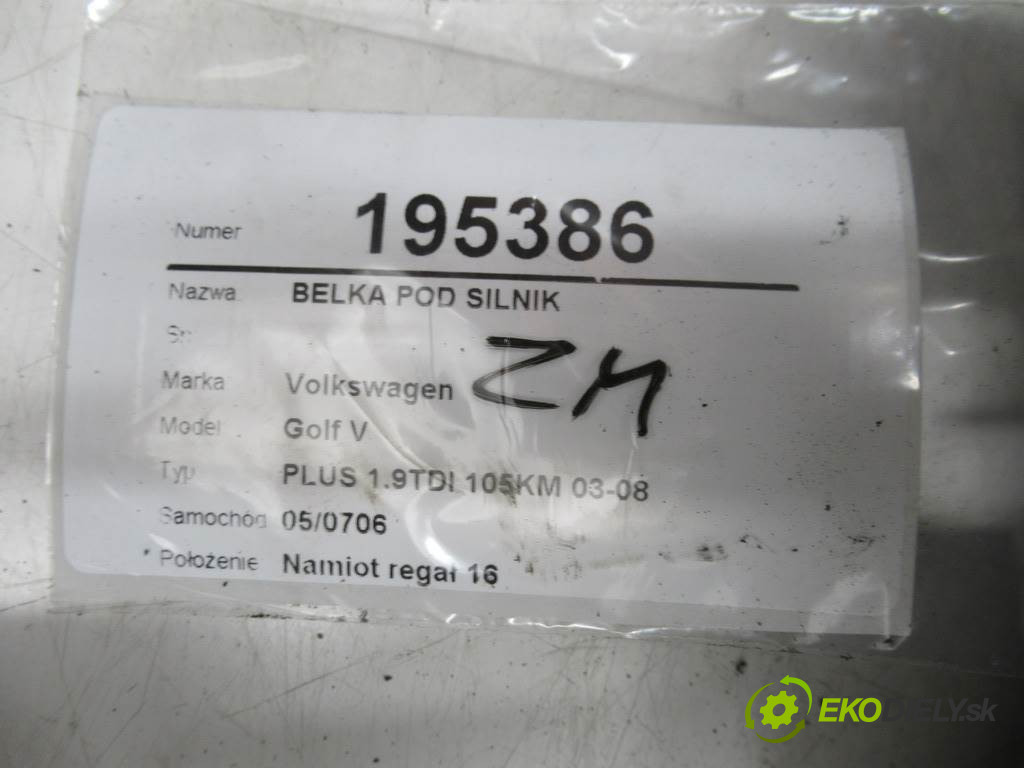 Numer 195386
Nazwa BELKA POD SILNIK
Marka Volkswagen ZM
Model Golf V
Typ PLUS 1.9TDI 105KM 03-08
Samochód 05/0706
Położenie Namiot regał 16
EKODIELY.sk